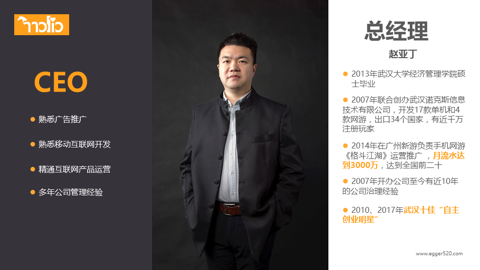 CEO
熟悉广告推广
熟悉移动互联网开发
精通互联网产品运营
多年公司管理经验
总经理
赵亚丁
2013年武汉大学经济管理学院硕
士毕业
2007年联合创办武汉诺克斯信息
技术有限公司，开发17款单机和4
款网游，出口34个国家，有近千万
注册玩家
2014年在广州新游负责手机网游
《格斗江湖》运营推广，月流水达
到3000万，达到全国前二十
2007年开办公司至今有近10年
的公司治理经验
2010、2017年武汉十佳“自主
创业明星”
www.egger520.com